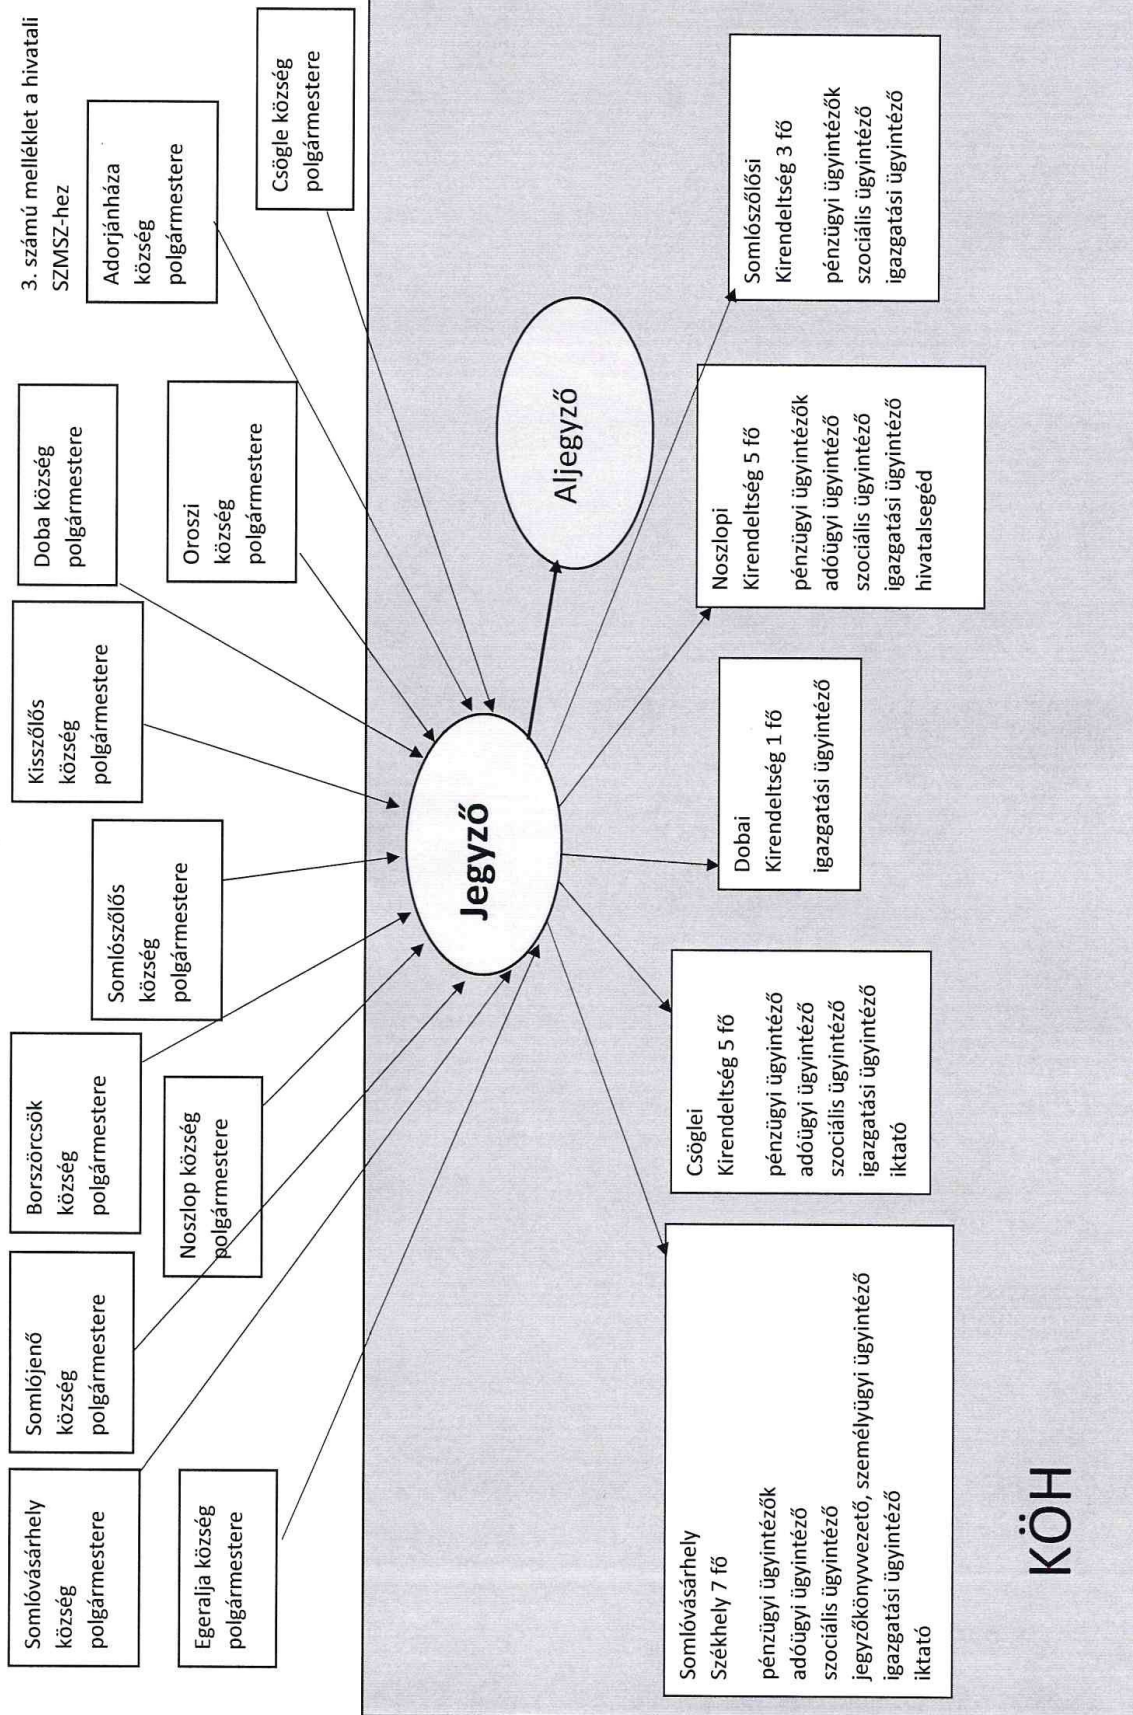 3. számú melléklet a hivatali
SZMSZ-hez
Somlóvásárhely
község
polgármestere
Somlójenő
község
polgármestere
Borszörcsök
község
polgármestere
Kisszőlős
község
polgármestere
Doba község
polgármestere
Adorjánháza
község
polgármestere
Egeralja község
polgármestere
Noszlop község
polgármestere
Somlószőlős
község
polgármestere
Oroszi
község
polgármestere
Csögle község
polgármestere
Jegyző
Aljegyző
Somlóvásárhely
Székhely 7 fő
pénzügyi ügyintézők
adóügyi ügyintéző
szociális ügyintéző
jegyzőkönyvvezető, személyügyi ügyintéző
igazgatási ügyintéző
iktató
Csöglei
Kirendeltség 5 fő
pénzügyi ügyintéző
adóügyi ügyintéző
szociális ügyintéző
igazgatási ügyintéző
iktató
Dobai
Kirendeltség 1 fő
igazgatási ügyintéző
Noszlopi
Kirendeltség 5 fő
pénzügyi ügyintézők
adóügyi ügyintéző
szociális ügyintéző
igazgatási ügyintéző
hivatalsegéd
Somlószőlősi
Kirendeltség 3 fő
pénzügyi ügyintézők
szociális ügyintéző
igazgatási ügyintéző
KÖH